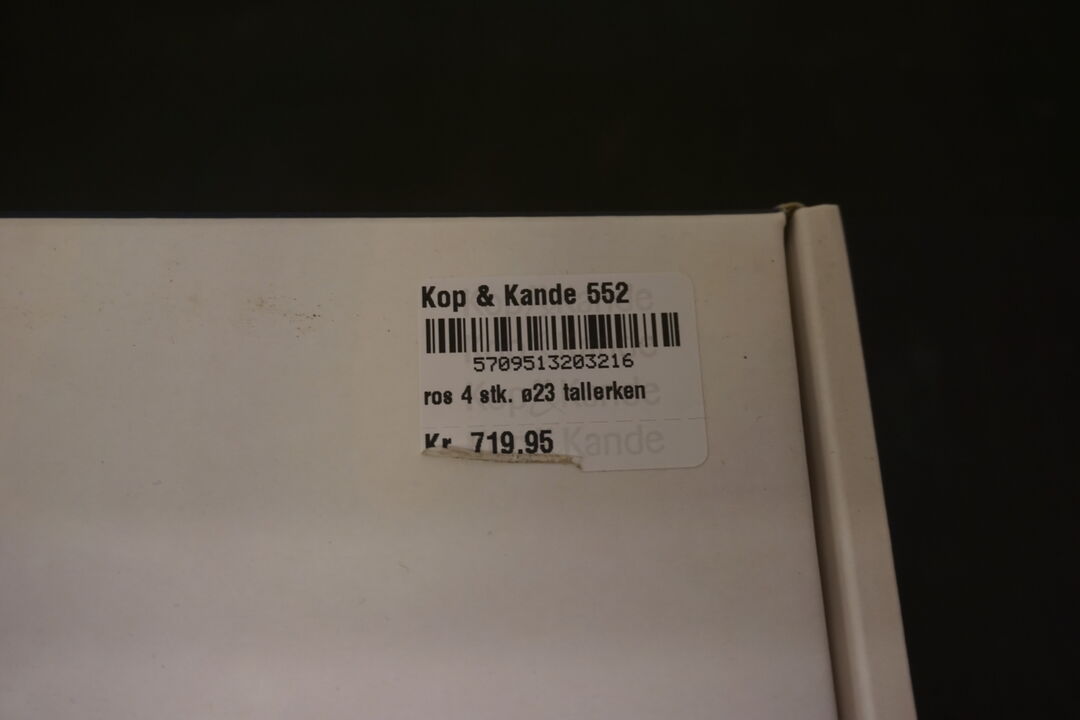 Kop & Kande 552
5709513203216
ros 4 stk. ø23 tallerken
Kr. 719.95